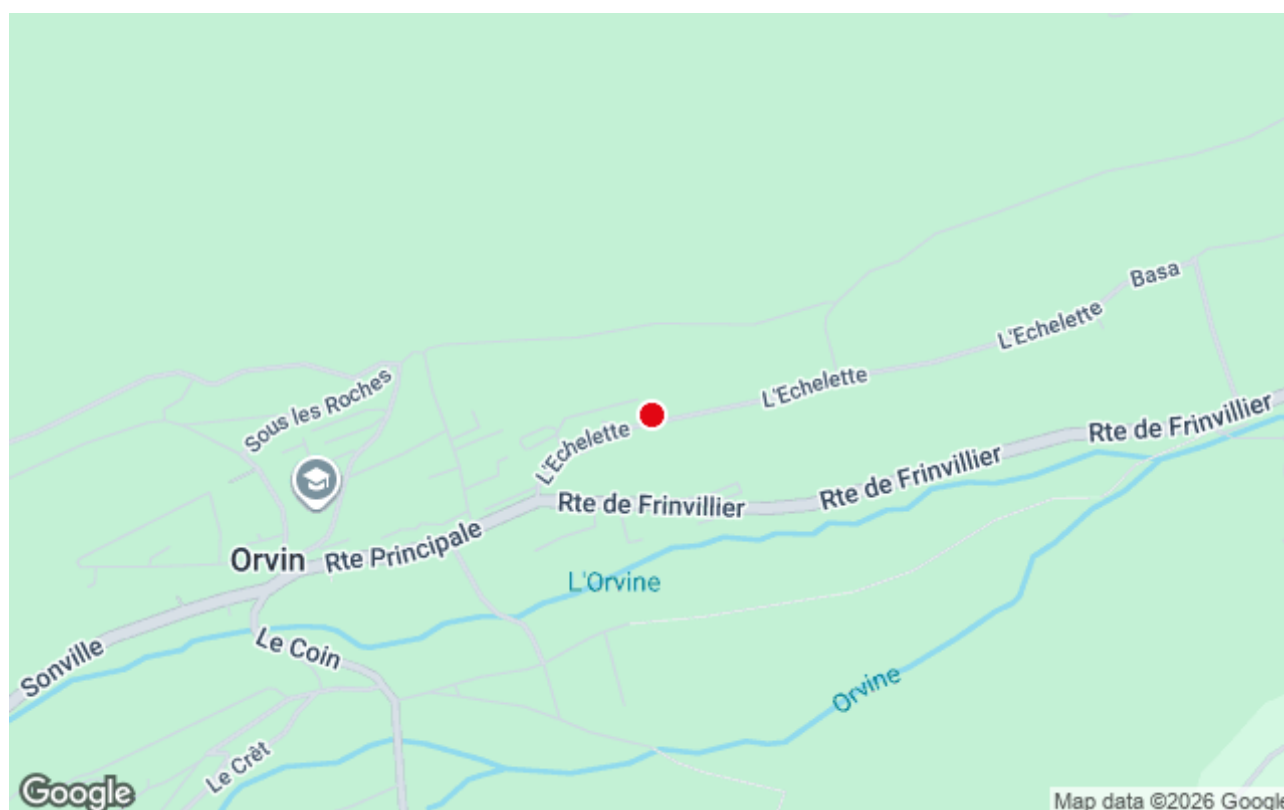 Basa
L'Echelette
L'Echelette
Sous les Roches
L'Echelette
Rte de Frinvillier
Rte de Frinvillier
Rte de Frinvillier
Orvin
Rte Principale
L'Orvine
Le Coin
Sonville
Orvine
Le Crêt
Google
Map data ©2026 Google